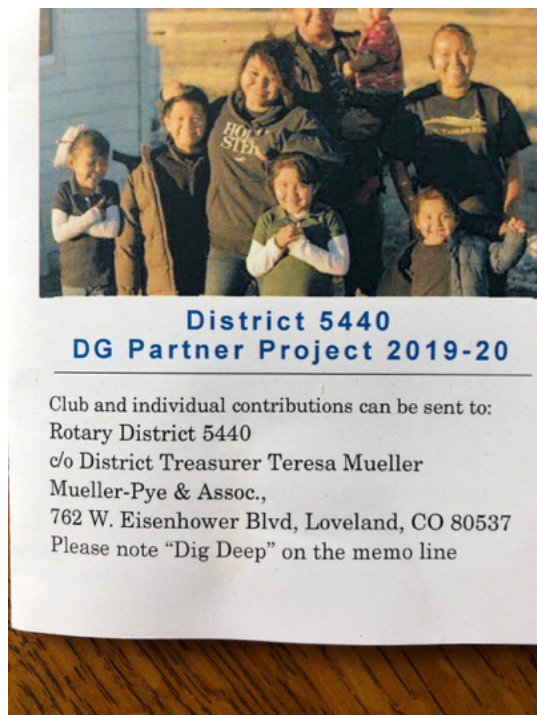 HOLL
STER
District 5440
DG Partner Project 2019-20
Club and individual contributions can be sent to:
Rotary District 5440
c/o District Treasurer Teresa Mueller
Mueller-Pye & Assoc.,
762 W. Eisenhower Blvd, Loveland, CO 80537
Please note “Dig Deep” on the memo line